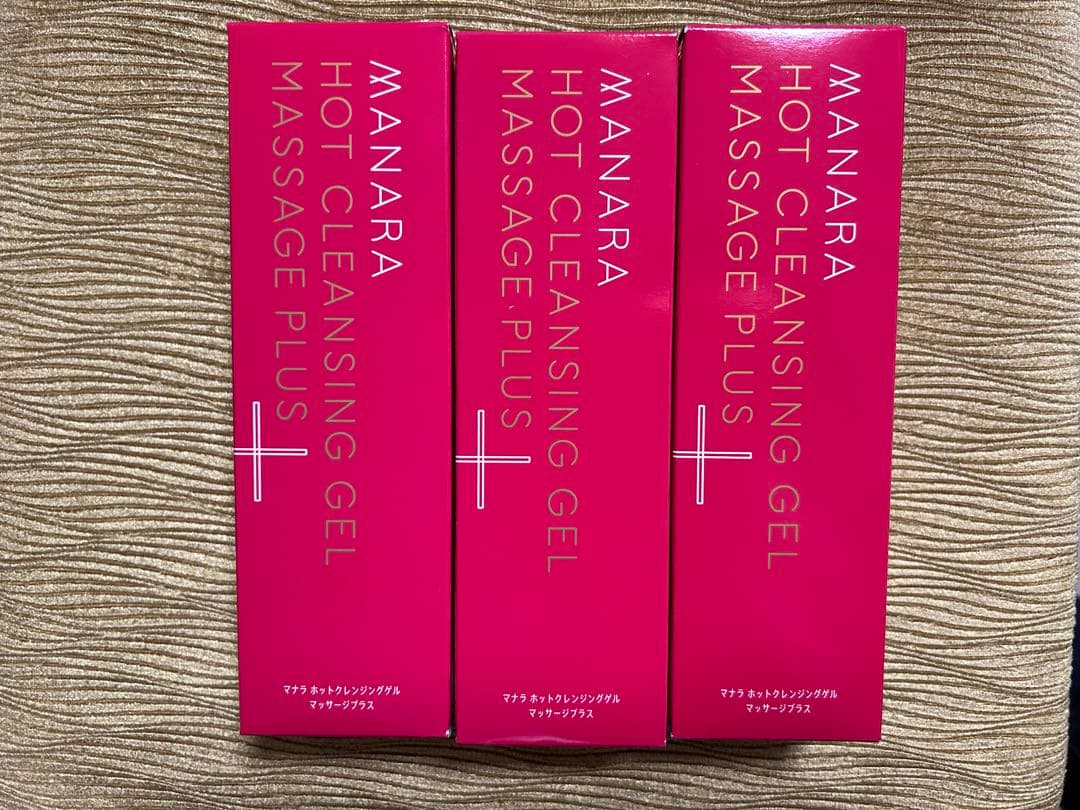 MANARA
HOT CLEANSING GEL
MASSAGE PLUS
マナラ ホットクレンジングゲル
マッサージプラス
MANARA
HOT CLEANSING GEL
MASSAGE PLUS
マナラ ホットクレンジングゲル
マッサージプラス
MANARA
HOT CLEANSING GEL
MASSAGE PLUS
マナラ ホットクレンジングゲル
マッサージプラス